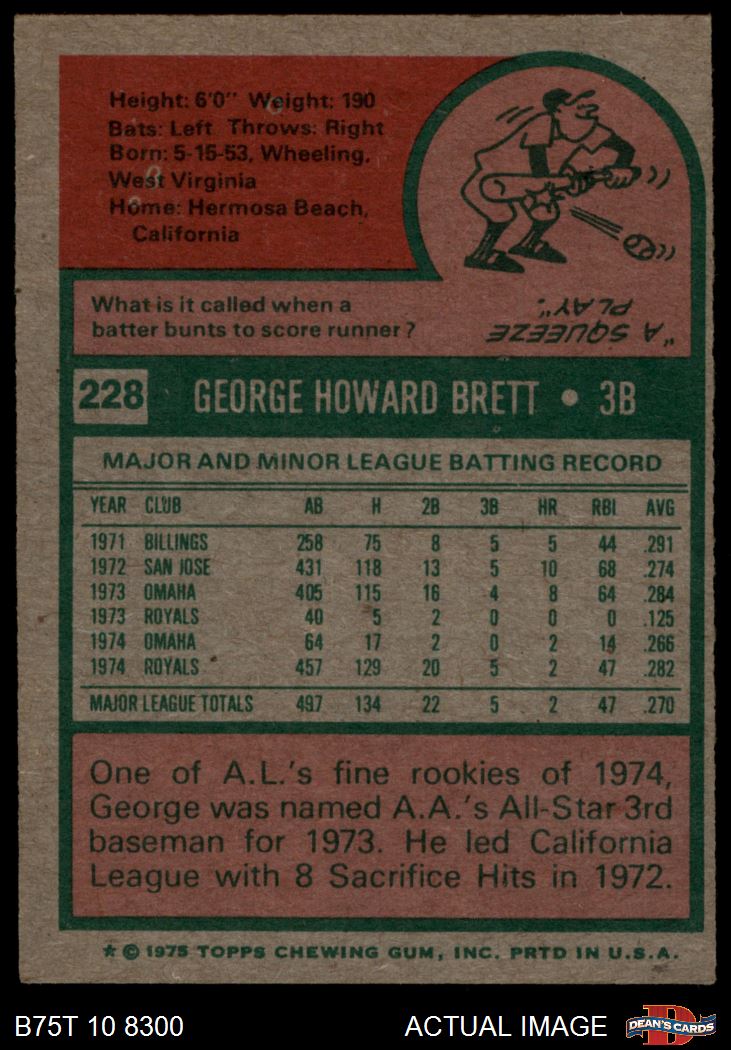 Height: 6'0" Weight: 190
Bats: Left Throws: Right
Born: 5-15-53, Wheeling,
West Virginia
Home: Hermosa Beach,
California
What is it called when a
batter bunts to score runner?
"A SQUEEZE
PLAY".
228 GEORGE HOWARD BRETT • 3B
MAJOR AND MINOR LEAGUE BATTING RECORD
YEAR CLUB AB H 2B 3B HR RBI AVG
1971 BILLINGS 258 75 8 5 5 44 .291
1972 SAN JOSE 431 118 13 5 10 68 .274
1973 OMAHA 405 115 16 4 8 64 .284
1973 ROYALS 40 5 2 0 0 0 .125
1974 OMAHA 64 17 2 0 2 14 .266
1974 ROYALS 457 129 20 5 2 47 .282
MAJOR LEAGUE TOTALS 497 134 22 5 2 47 .270
One of A.L.'s fine rookies of 1974,
George was named A.A.'s All-Star 3rd
baseman for 1973. He led California
League with 8 Sacrifice Hits in 1972.
* © 1975 TOPPS CHEWING GUM, INC. PRTD IN U.S.A.
B75T 10 8300 ACTUAL IMAGE DEAN'S CARDS